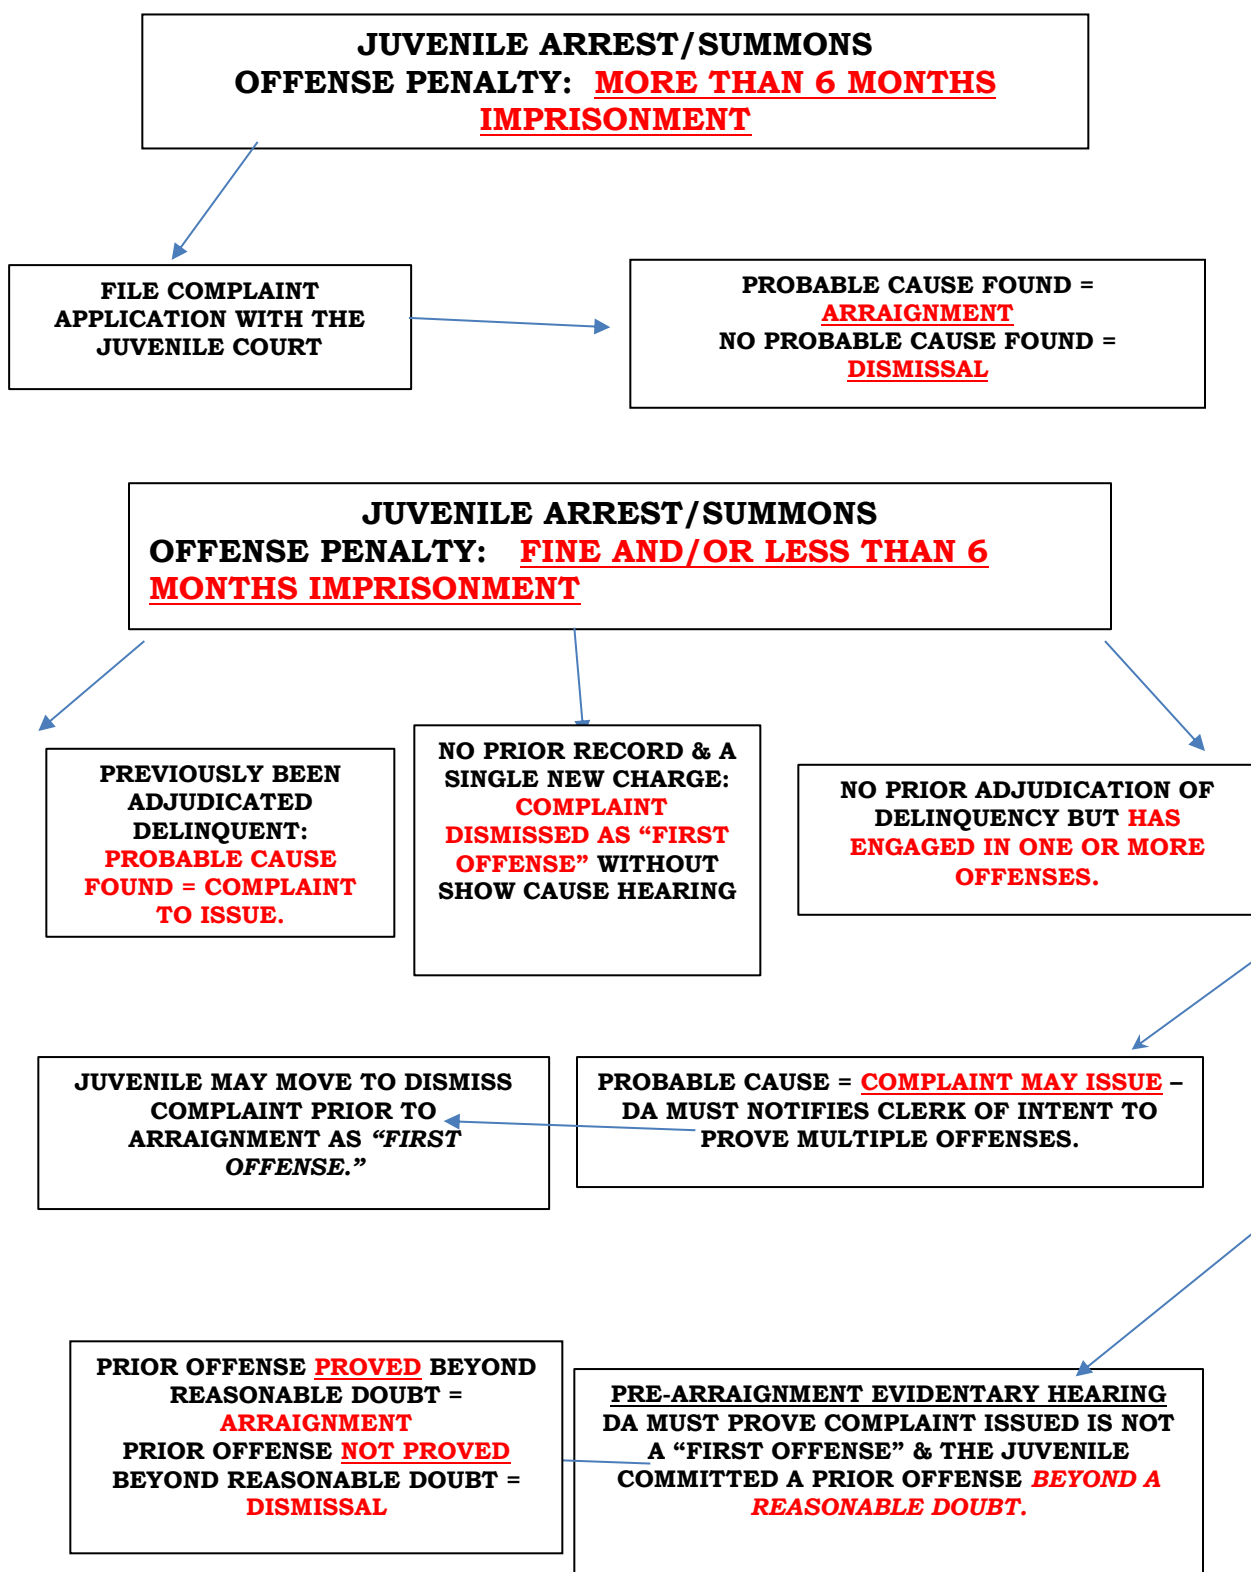 JUVENILE ARREST/SUMMONS
OFFENSE PENALTY: MORE THAN 6 MONTHS
IMPRISONMENT
FILE COMPLAINT
APPLICATION WITH THE
JUVENILE COURT
PROBABLE CAUSE FOUND =
ARRAIGNMENT
NO PROBABLE CAUSE FOUND =
DISMISSAL
JUVENILE ARREST/SUMMONS
OFFENSE PENALTY: FINE AND/OR LESS THAN 6
MONTHS IMPRISONMENT
PREVIOUSLY BEEN
ADJUDICATED
DELINQUENT:
PROBABLE CAUSE
FOUND = COMPLAINT
TO ISSUE.
NO PRIOR RECORD & A
SINGLE NEW CHARGE:
COMPLAINT
DISMISSED AS “FIRST
OFFENSE” WITHOUT
SHOW CAUSE HEARING
NO PRIOR ADJUDICATION OF
DELINQUENCY BUT HAS
ENGAGED IN ONE OR MORE
OFFENSES.
JUVENILE MAY MOVE TO DISMISS
COMPLAINT PRIOR TO
ARRAIGNMENT AS “FIRST
OFFENSE.”
PROBABLE CAUSE = COMPLAINT MAY ISSUE –
DA MUST NOTIFIES CLERK OF INTENT TO
PROVE MULTIPLE OFFENSES.
PRIOR OFFENSE PROVED BEYOND
REASONABLE DOUBT =
ARRAIGNMENT
PRIOR OFFENSE NOT PROVED
BEYOND REASONABLE DOUBT =
DISMISSAL
PRE-ARRAIGNMENT EVIDENTARY HEARING
DA MUST PROVE COMPLAINT ISSUED IS NOT
A “FIRST OFFENSE” & THE JUVENILE
COMMITTED A PRIOR OFFENSE BEYOND A
REASONABLE DOUBT.